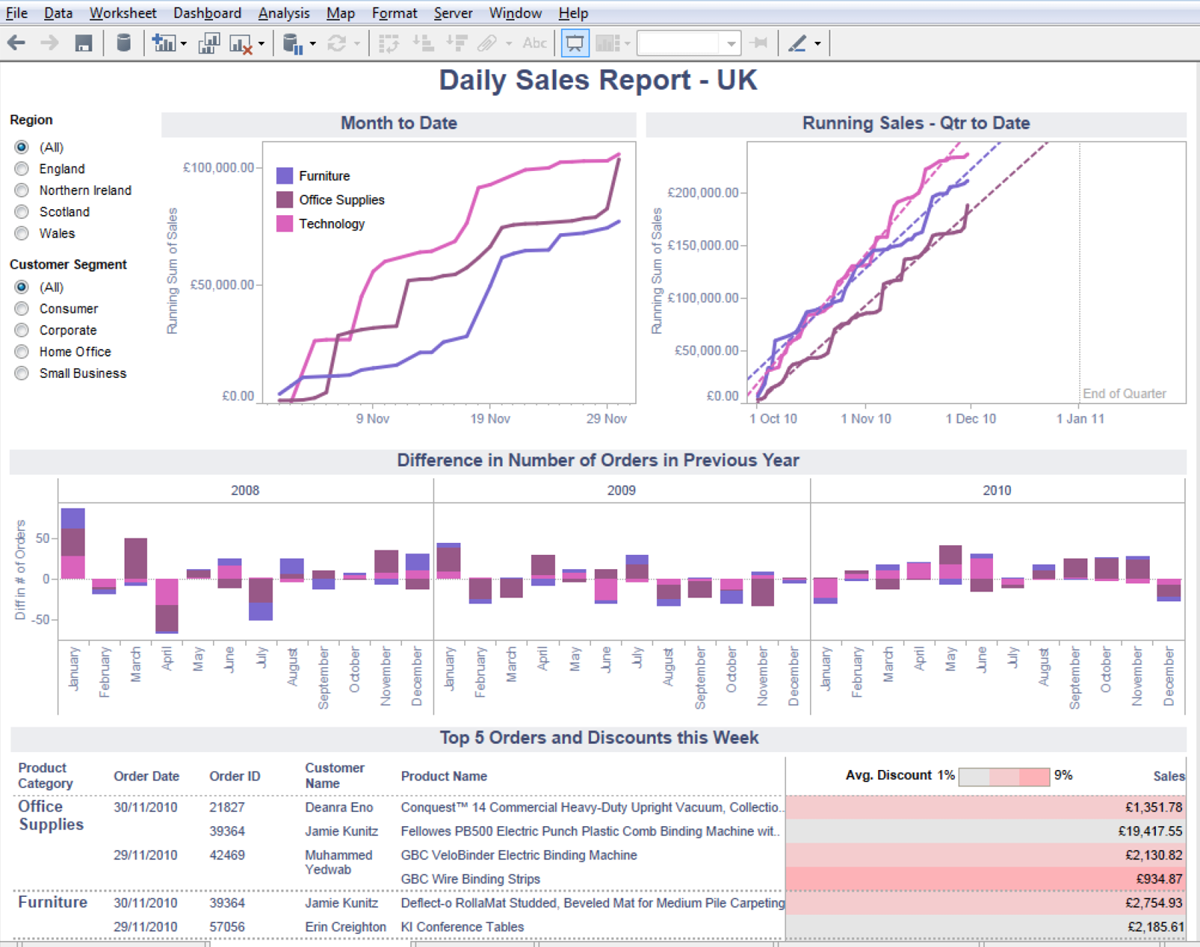 File Data Worksheet Dashboard Analysis Map Format Server Window Help
Abc
Daily Sales Report - UK
Region
(All)
England
Northern Ireland
Scotland
Wales
Customer Segment
(All)
Consumer
Corporate
Home Office
Small Business
Month to Date
Running Sum of Sales
£100,000.00
£50,000.00
£0.00
Furniture
Office Supplies
Technology
9 Nov 19 Nov 29 Nov
Running Sales - Qtr to Date
Running Sum of Sales
£200,000.00
£150,000.00
£100,000.00
£50,000.00
£0.00
End of Quarter
1 Oct 10 1 Nov 10 1 Dec 10 1 Jan 11
Difference in Number of Orders in Previous Year
2008 2009 2010
Diff in # of Orders
50
0
-50
January February March April May June July August September October November December January February March April May June July August September October November December January February March April May June July August September October November December
Top 5 Orders and Discounts this Week
Product Category Order Date Order ID Customer Name Product Name Avg. Discount 1% 9% Sales
Office Supplies 30/11/2010 21827 Deanra Eno Conquest™ 14 Commercial Heavy-Duty Upright Vacuum, Collectio.. £1,351.78
39364 Jamie Kunitz Fellowes PB500 Electric Punch Plastic Comb Binding Machine wit.. £19,417.55
29/11/2010 42469 Muhammed Yedwab GBC VeloBinder Electric Binding Machine £2,130.82
GBC Wire Binding Strips £934.87
Furniture 30/11/2010 39364 Jamie Kunitz Deflect-o RollaMat Studded, Beveled Mat for Medium Pile Carpeting £2,754.93
29/11/2010 57056 Erin Creighton KI Conference Tables £2,185.61